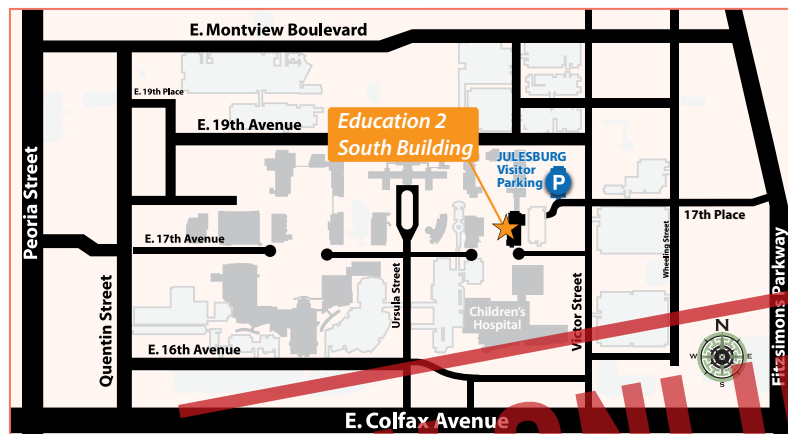 E. Montview Boulevard
E. 19th Place
E. 19th Avenue
Education 2
South Building
JULESBURG
Visitor
Parking
P
17th Place
Peoria Street
E. 17th Avenue
Quentin Street
Ursula Street
Wheeling Street
Victor Street
Fitzsimons Parkway
Children's
Hospital
E. 16th Avenue
N
W
E
S
E. Colfax Avenue